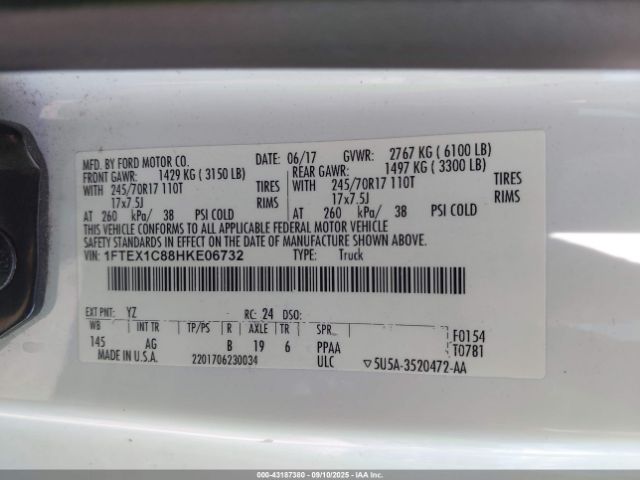 MFD. BY FORD MOTOR CO. DATE: 06/17 GVWR: 2767 KG ( 6100 LB)
FRONT GAWR: 1429 KG ( 3150 LB) REAR GAWR: 1497 KG ( 3300 LB)
WITH 245/70R17 110T TIRES WITH 245/70R17 110T TIRES
17x7.5J RIMS 17x7.5J RIMS
AT 260 kPa/ 38 PSI COLD AT 260 kPa/ 38 PSI COLD
THIS VEHICLE CONFORMS TO ALL APPLICABLE FEDERAL MOTOR VEHICLE
SAFETY STANDARDS IN EFFECT ON THE DATE OF MANUFACTURE SHOWN ABOVE.
VIN: 1FTEX1C88HKE06732 TYPE: Truck
EXT PNT: YZ RC: 24 DSO:
WB INT TR TP/PS R AXLE TR SPR F0154
145 AG B 19 6 PPAA T0781
MADE IN U.S.A. 2201706230034 ULC ▽5U5A-3520472-AA
000-43187380 - 09/10/2025 - IAAI